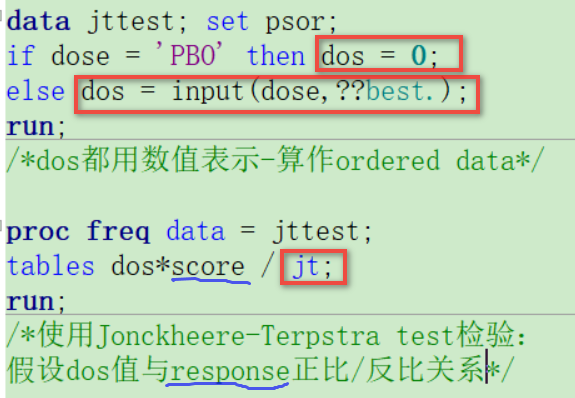 data jttest; set psor;
if dose = 'PBO' then dos = 0;
else dos = input(dose,??best.);
run;
/*dos都用数值表示-算作ordered data*/
proc freq data = jttest;
tables dos*score / jt;
run;
/*使用Jonckheere-Terpstra test检验:
假设dos值与response正比/反比关系*/